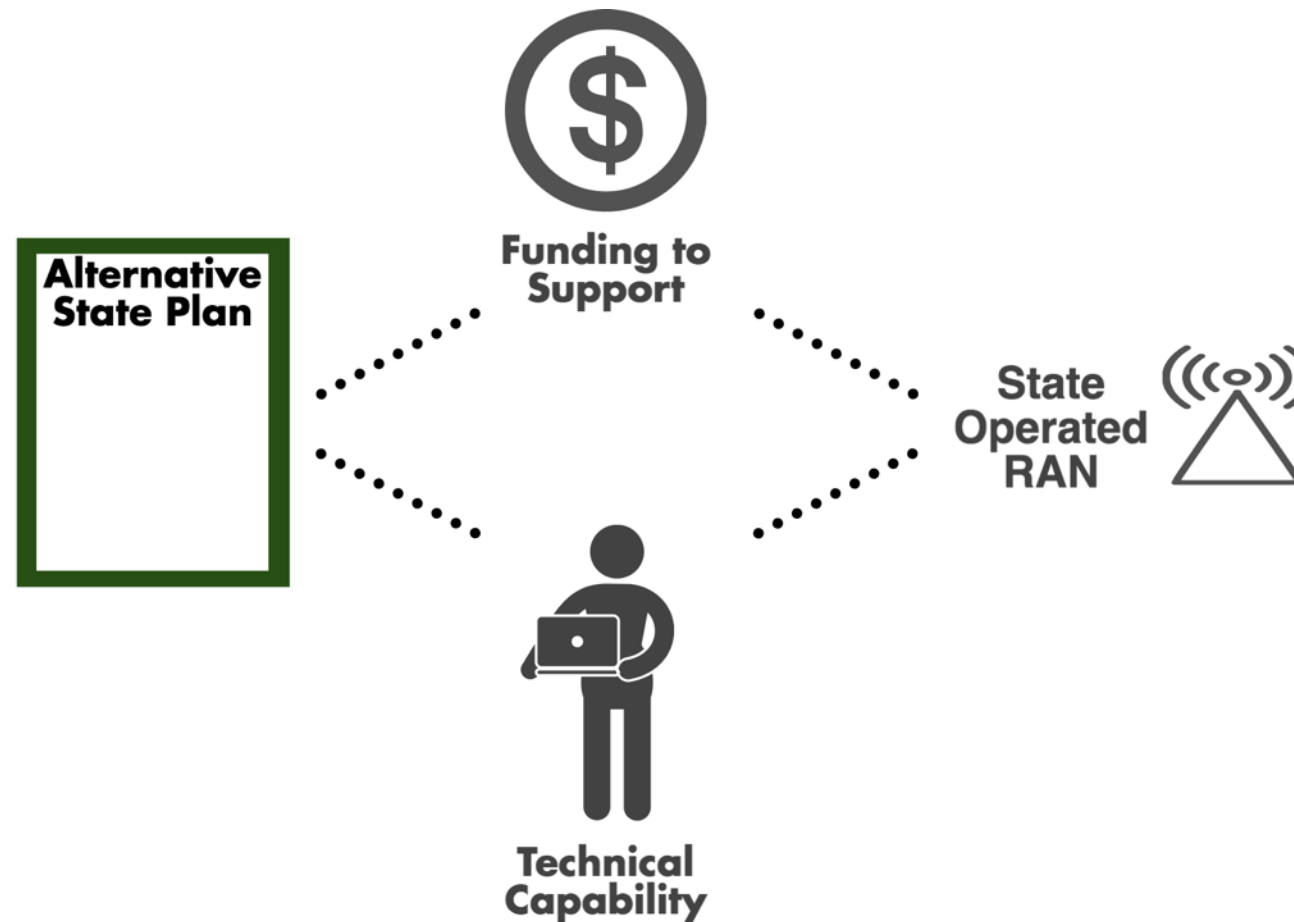 $
Funding to
Support
Alternative
State Plan
State
Operated
RAN
Technical
Capability